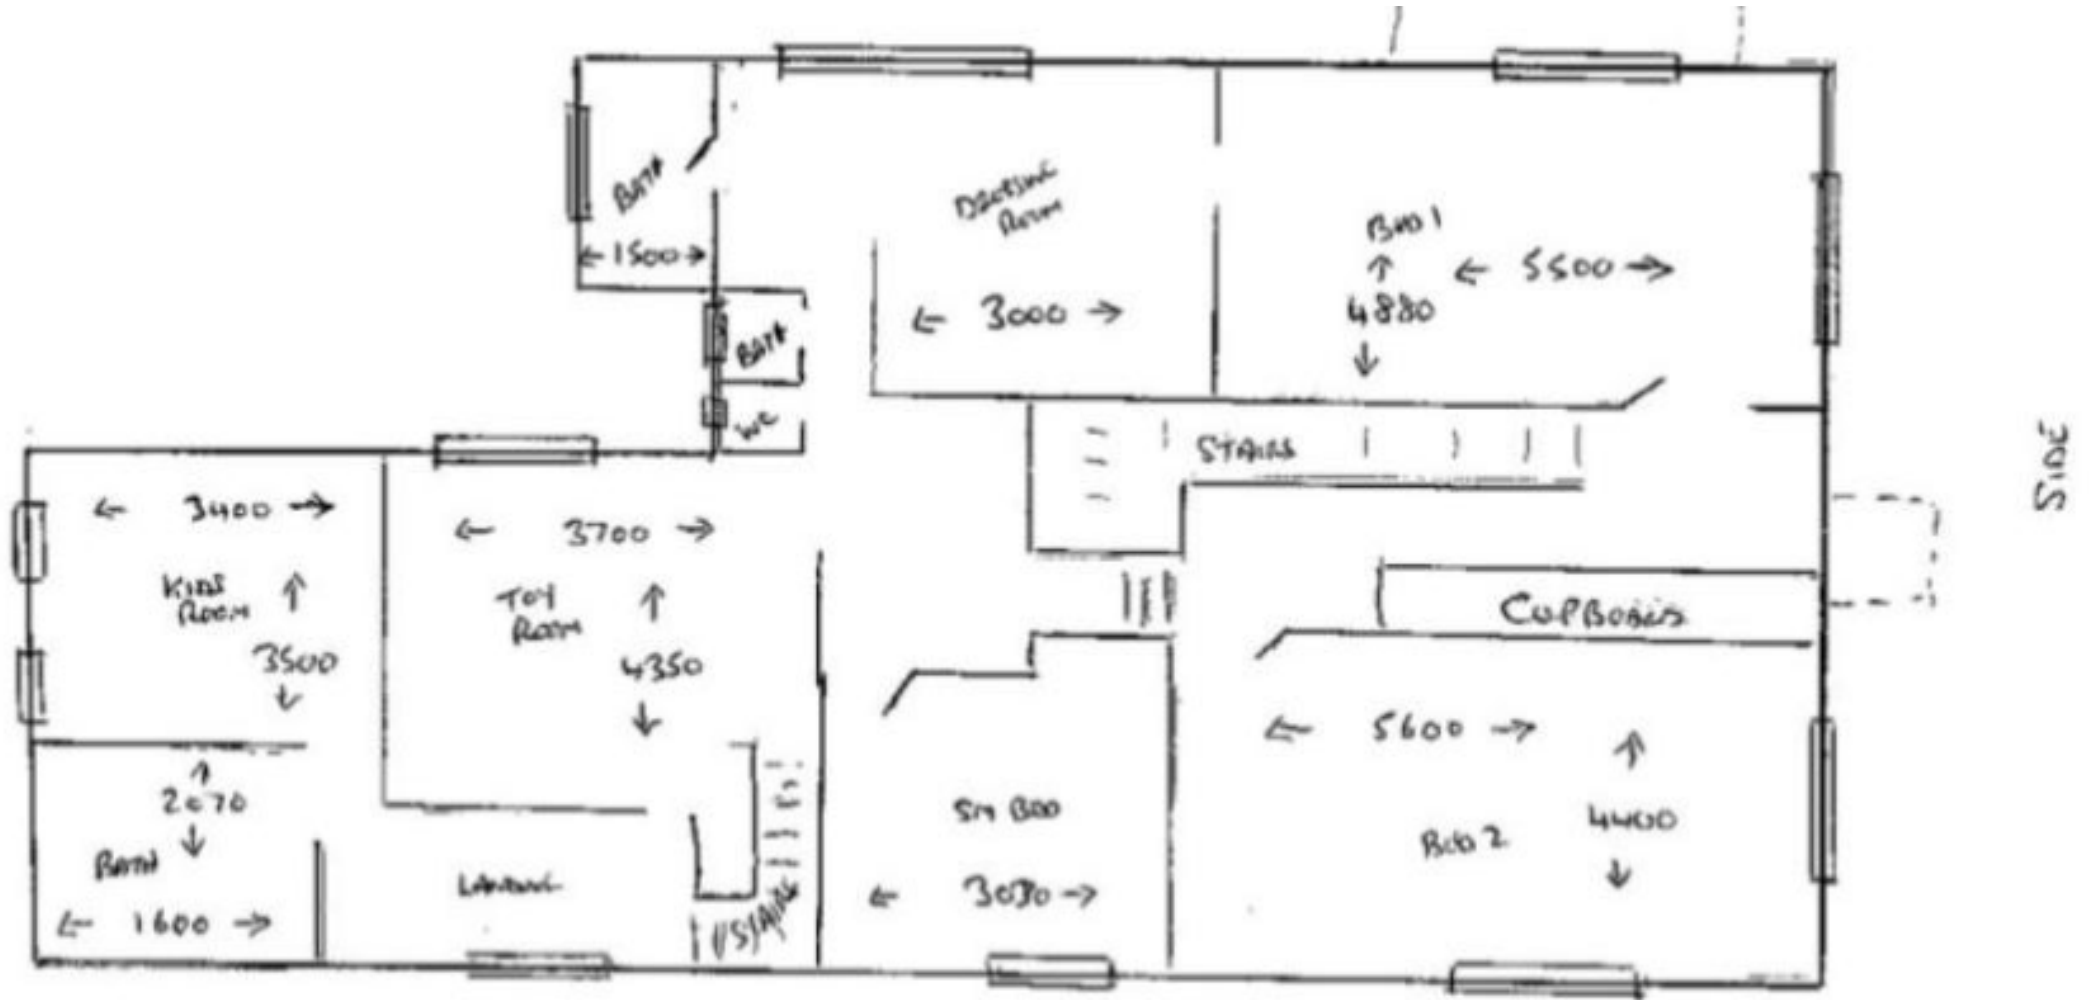 BATH
1500
DRESSING
ROOM
3000
BED 1
5500
4880
BATH
WC
STAIRS
SIDE
3400
KIDS
ROOM
3500
3700
TOY
ROOM
4350
CUPBOARDS
5600
4400
BED 2
SM BED
3030
2070
BATH
1600
LANDING
STAIRS